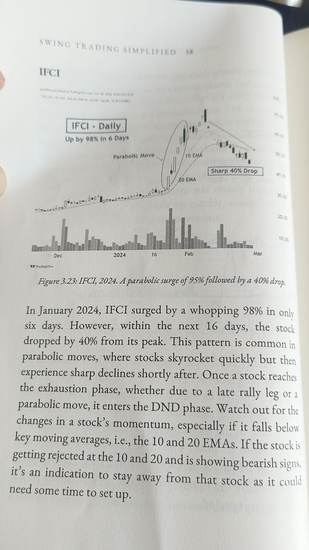 SWING TRADING SIMPLIFIED 68
IFCI
IFCI - Daily
Up by 98% in 6 Days
Parabolic Move
10 EMA
20 EMA
Sharp 40% Drop
Dec 2024 16 Feb Mar
Figure 3.23: IFCI, 2024. A parabolic surge of 95% followed by a 40% drop.
In January 2024, IFCI surged by a whopping 98% in only
six days. However, within the next 16 days, the stock
dropped by 40% from its peak. This pattern is common in
parabolic moves, where stocks skyrocket quickly but then
experience sharp declines shortly after. Once a stock reaches
the exhaustion phase, whether due to a late rally leg or a
parabolic move, it enters the DND phase. Watch out for the
changes in a stock's momentum, especially if it falls below
key moving averages, i.e., the 10 and 20 EMAs. If the stock is
getting rejected at the 10 and 20 and is showing bearish signs,
it's an indication to stay away from that stock as it could
need some time to set up.